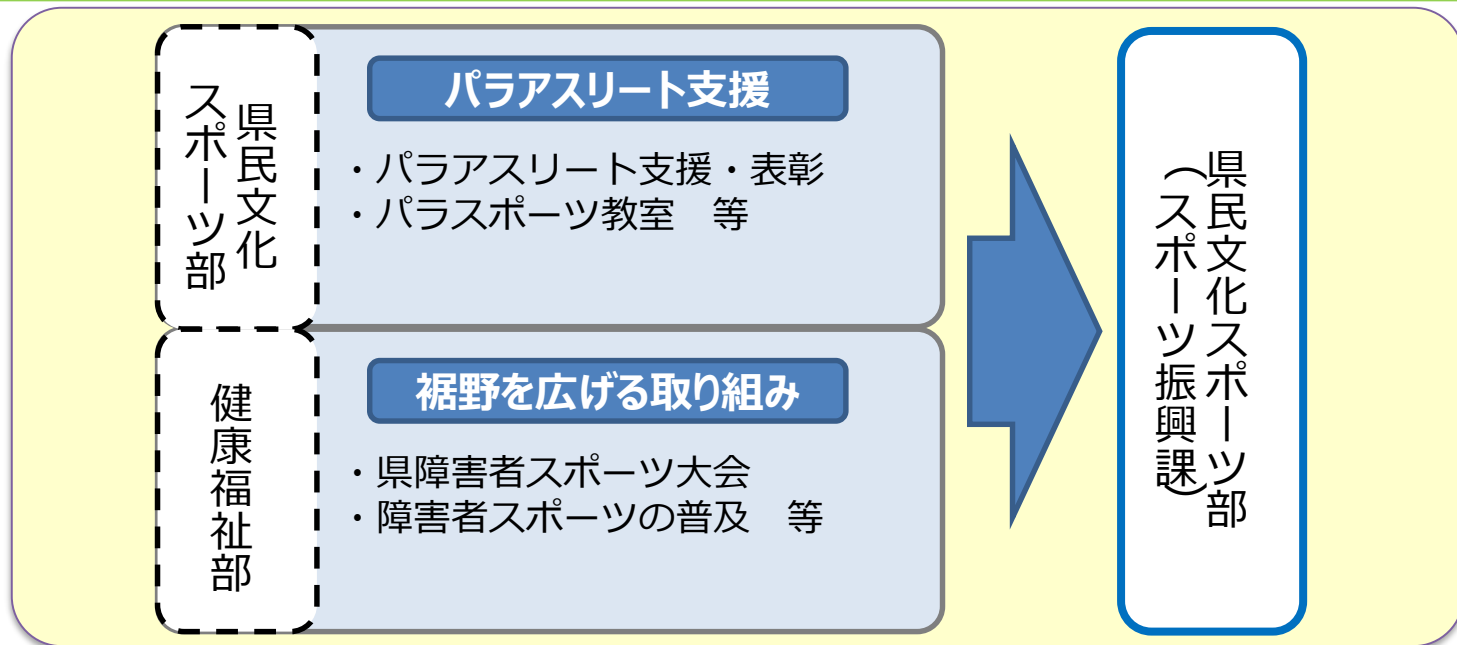 県民文化
スポーツ部
パラアスリート支援
・パラアスリート支援・表彰
・パラスポーツ教室　等
健康福祉部
裾野を広げる取り組み
・県障害者スポーツ大会
・障害者スポーツの普及　等
県民文化スポーツ部
（スポーツ振興課）